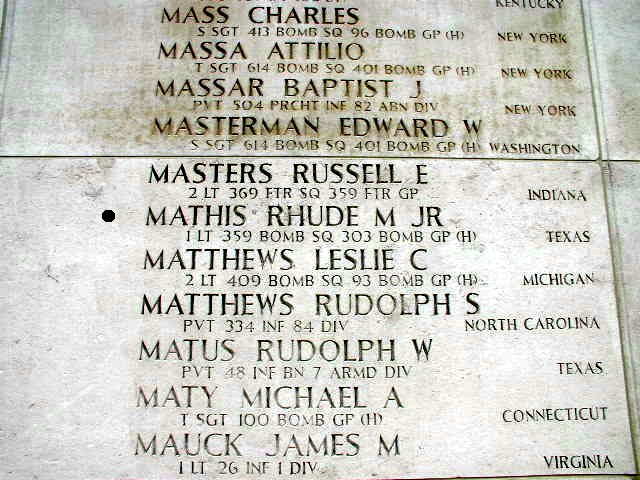 KENTUCKY
MASS CHARLES
S SGT 413 BOMB SQ 96 BOMB GP (H) NEW YORK
MASSA ATTILIO
T SGT 614 BOMB SQ 401 BOMB GP (H) NEW YORK
MASSAR BAPTIST J
PVT 504 PRCHT INF 82 ABN DIV NEW YORK
MASTERMAN EDWARD W
S SGT 614 BOMB SQ 401 BOMB GP (H) WASHINGTON
MASTERS RUSSELL E
2 LT 369 FTR SQ 359 FTR GP INDIANA
MATHIS RHUDE M JR
1 LT 359 BOMB SQ 303 BOMB GP (H) TEXAS
MATTHEWS LESLIE C
2 LT 409 BOMB SQ 93 BOMB GP (H) MICHIGAN
MATTHEWS RUDOLPH S
PVT 334 INF 84 DIV NORTH CAROLINA
MATUS RUDOLPH W
PVT 48 INF BN 7 ARMD DIV TEXAS
MATY MICHAEL A
T SGT 100 BOMB GP (H) CONNECTICUT
MAUCK JAMES M
1 LT 26 INF 1 DIV VIRGINIA